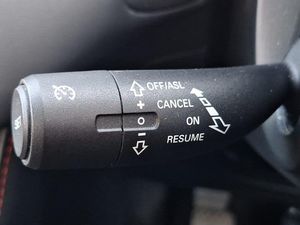 OFF/ASL
+ CANCEL
O ON
- RESUME